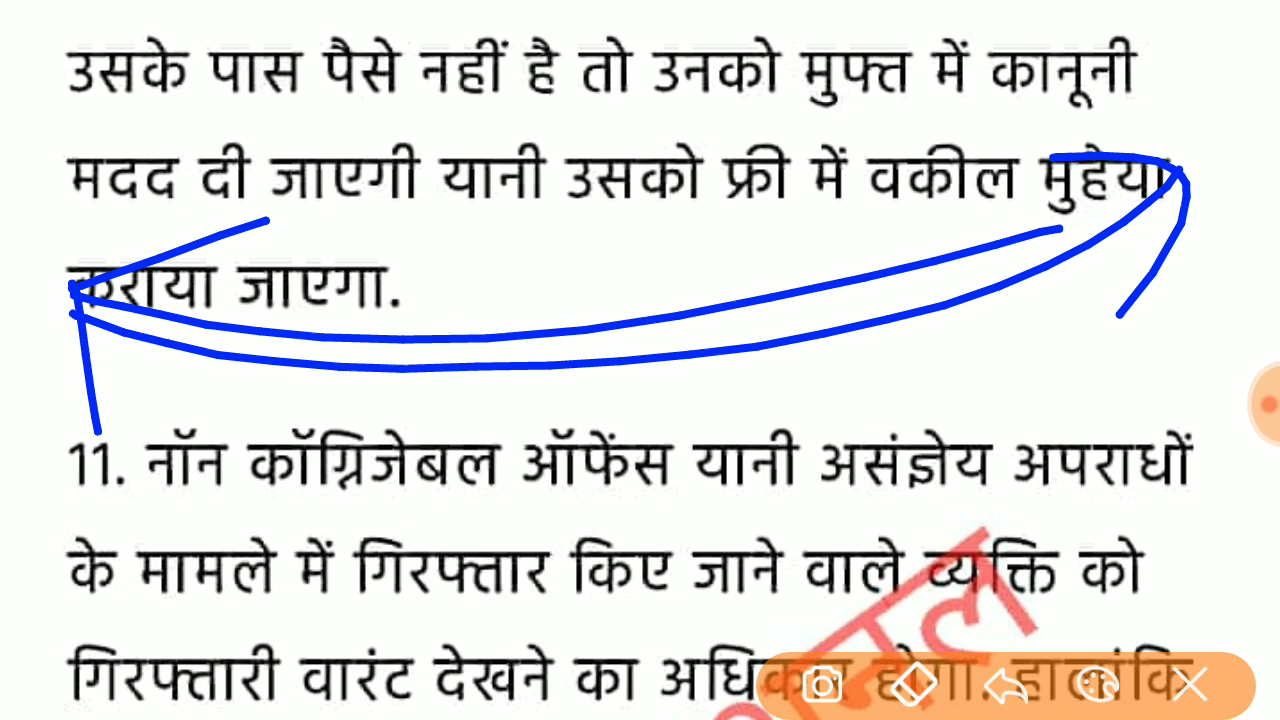 उसके पास पैसे नहीं है तो उनको मुफ्त में कानूनी
मदद दी जाएगी यानी उसको फ्री में वकील मुहैया
कराया जाएगा.
11. नॉन कॉग्निजेबल ऑफेंस यानी असंज्ञेय अपराधों
के मामले में गिरफ्तार किए जाने वाले व्यक्ति को
गिरफ्तारी वारंट देखने का अधिकार होगा. हालांकि